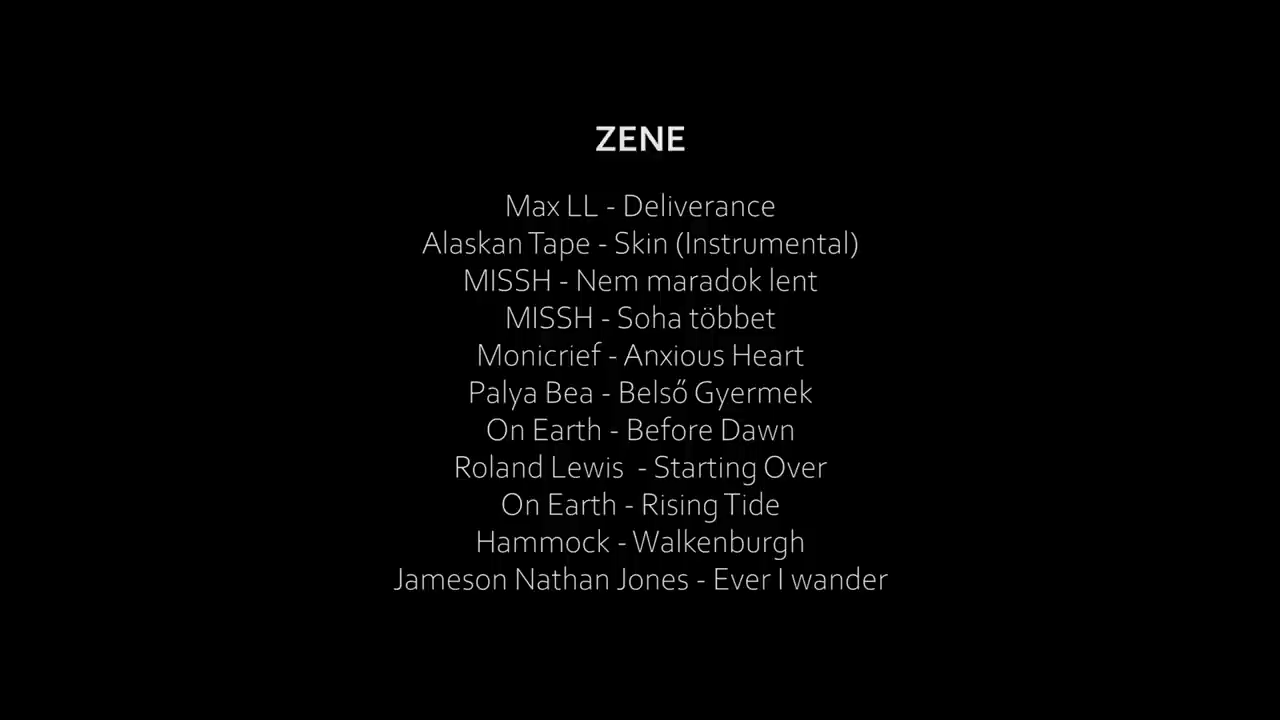 ZENE
Max LL - Deliverance
Alaskan Tape - Skin (Instrumental)
MISSH - Nem maradok lent
MISSH - Soha többet
Monicrief - Anxious Heart
Palya Bea - Belső Gyermek
On Earth - Before Dawn
Roland Lewis  - Starting Over
On Earth - Rising Tide
Hammock - Walkenburgh
Jameson Nathan Jones - Ever I wander